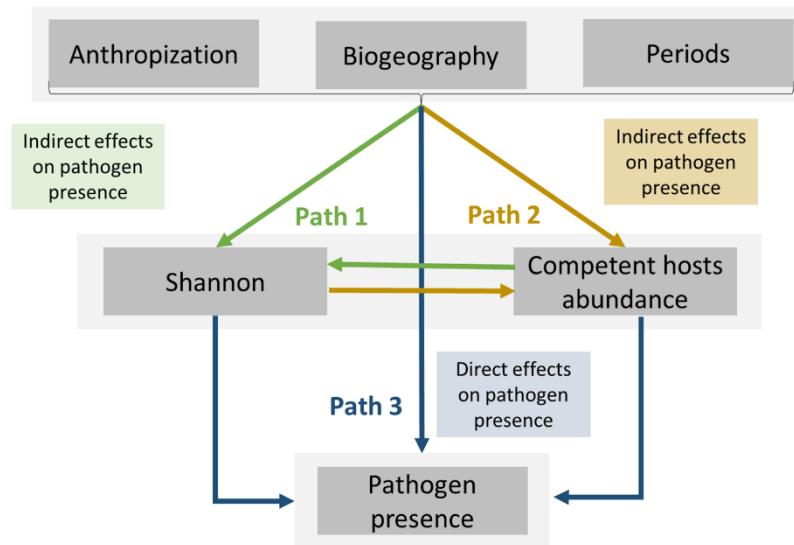 Anthropization
Biogeography
Periods
Indirect effects
on pathogen
presence
Indirect effects
on pathogen
presence
Path 1
Path 2
Shannon
Competent hosts
abundance
Direct effects
on pathogen
presence
Path 3
Pathogen
presence